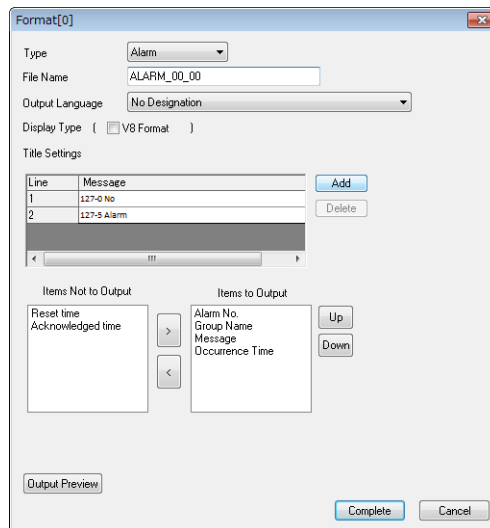 Format[0]
Type Alarm
File Name ALARM_00_00
Output Language No Designation
Display Type ( V8 Format )
Title Settings
Line Message
1 127-0 No
2 127-5 Alarm
Add
Delete
Items Not to Output
Reset time
Acknowledged time
>
<
Items to Output
Alarm No.
Group Name
Message
Occurrence Time
Up
Down
Output Preview
Complete Cancel